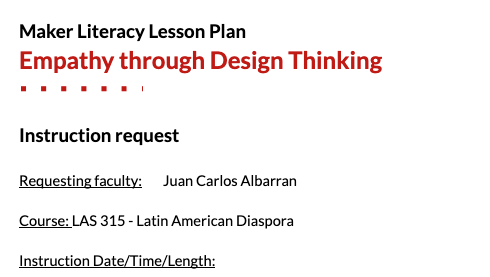 Maker Literacy Lesson Plan
Empathy through Design Thinking
Instruction request
Requesting faculty: Juan Carlos Albarran
Course: LAS 315 - Latin American Diaspora
Instruction Date/Time/Length: